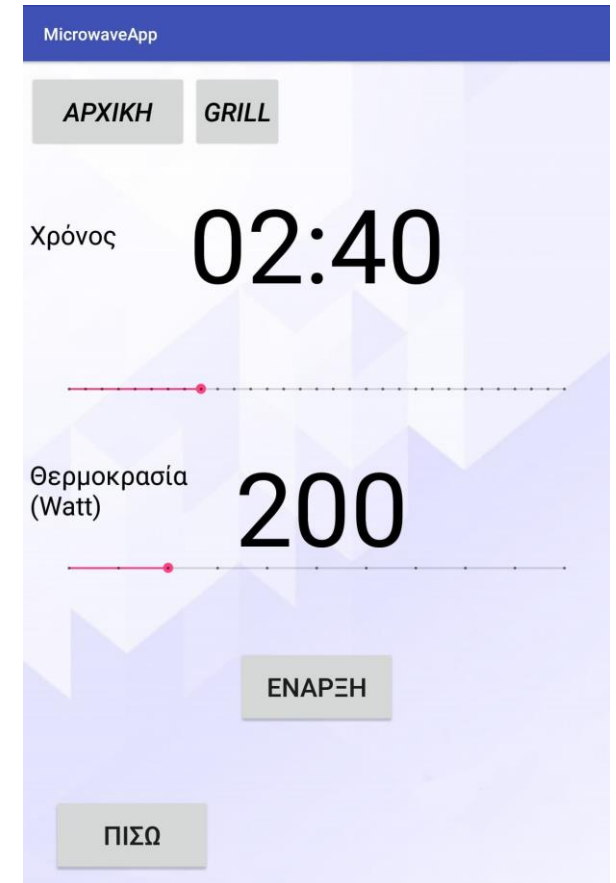 MicrowaveApp
ΑΡΧΙΚΗ GRILL
Χρόνος 02:40
Θερμοκρασία
(Watt) 200
ΕΝΑΡΞΗ
ΠΙΣΩ